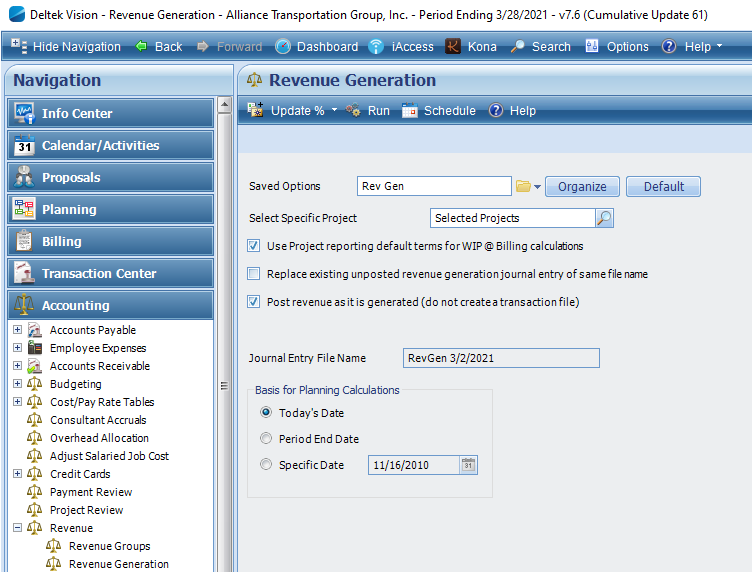 Deltek Vision - Revenue Generation - Alliance Transportation Group, Inc. - Period Ending 3/28/2021 - v7.6 (Cumulative Update 61)
Hide Navigation Back Forward Dashboard iAccess K Kona Search Options ? Help
Navigation
Info Center
31 Calendar/Activities
Proposals
Planning
Billing
Transaction Center
Accounting
Accounts Payable
Employee Expenses
Accounts Receivable
Budgeting
Cost/Pay Rate Tables
Consultant Accruals
Overhead Allocation
Adjust Salaried Job Cost
Credit Cards
Payment Review
Project Review
Revenue
Revenue Groups
Revenue Generation
Revenue Generation
Update % Run Schedule ? Help
Saved Options Rev Gen Organize Default
Select Specific Project Selected Projects
Use Project reporting default terms for WIP @ Billing calculations
Replace existing unposted revenue generation journal entry of same file name
Post revenue as it is generated (do not create a transaction file)
Journal Entry File Name RevGen 3/2/2021
Basis for Planning Calculations
Today's Date
Period End Date
Specific Date 11/16/2010 31